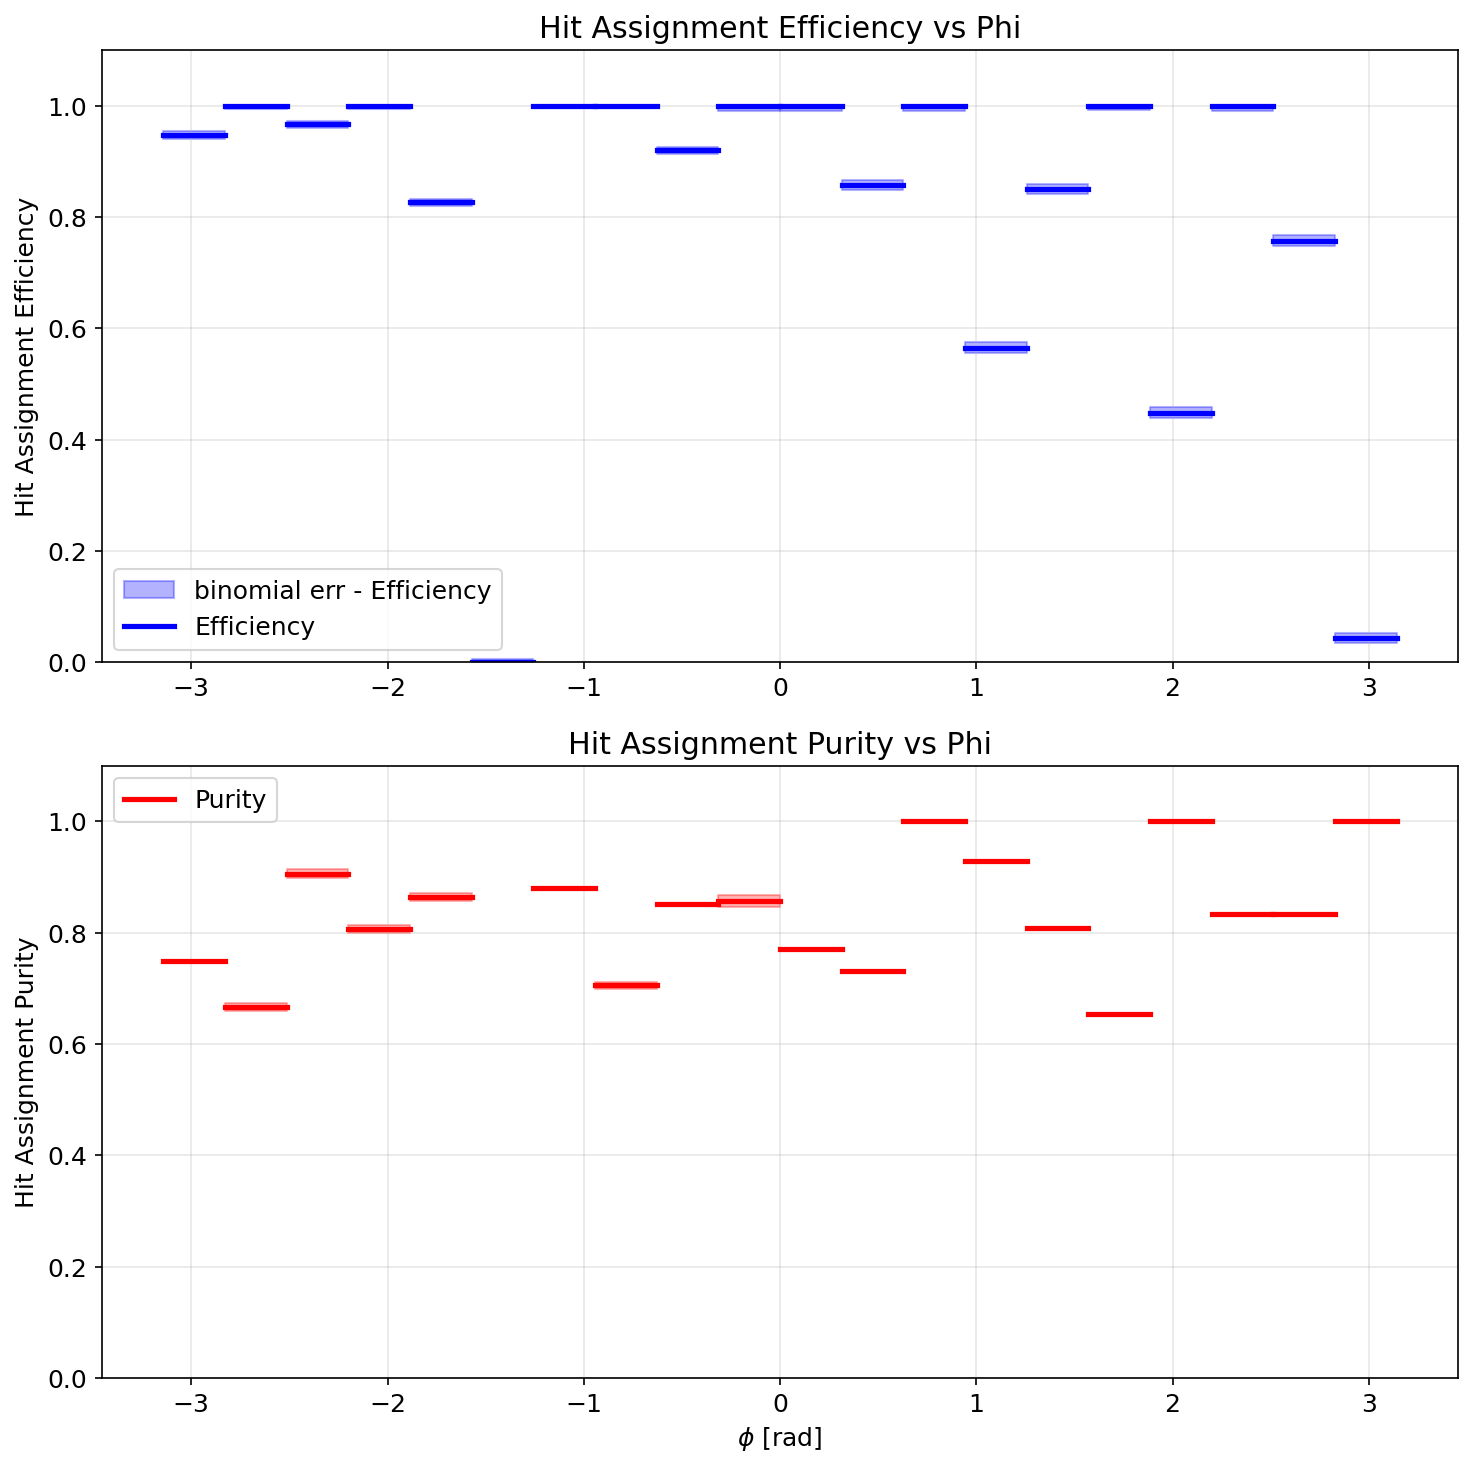 Hit Assignment Efficiency vs Phi
Hit Assignment Efficiency
1.0
0.8
0.6
0.4
0.2
0.0
binomial err - Efficiency
Efficiency
−3 −2 −1 0 1 2 3
Hit Assignment Purity vs Phi
Hit Assignment Purity
Purity
1.0
0.8
0.6
0.4
0.2
0.0
−3 −2 −1 0 1 2 3
ϕ [rad]